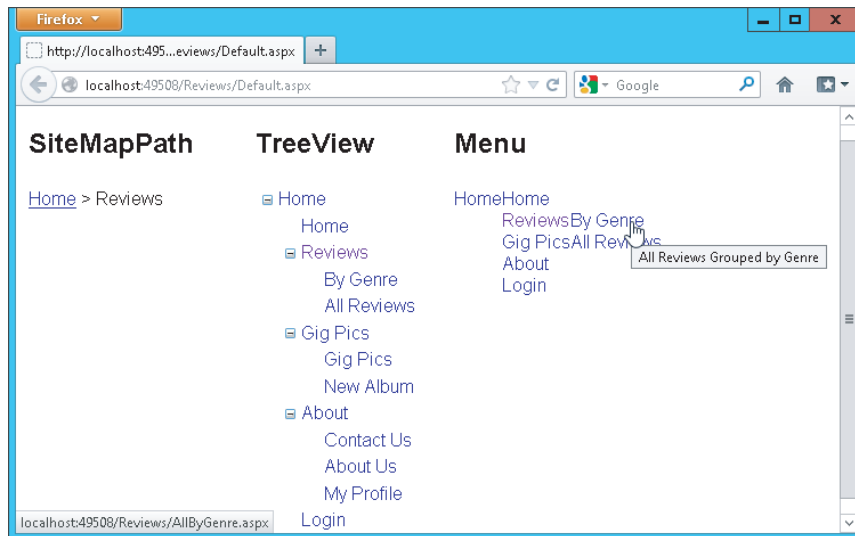 Firefox
http://localhost:495...eviews/Default.aspx
localhost:49508/Reviews/Default.aspx
Google
SiteMapPath
TreeView
Menu
Home > Reviews
Home
Home
Reviews
By Genre
All Reviews
Gig Pics
Gig Pics
New Album
About
Contact Us
About Us
My Profile
Login
HomeHome
ReviewsBy Genre
Gig PicsAll Reviews
About
Login
All Reviews Grouped by Genre
localhost:49508/Reviews/AllByGenre.aspx